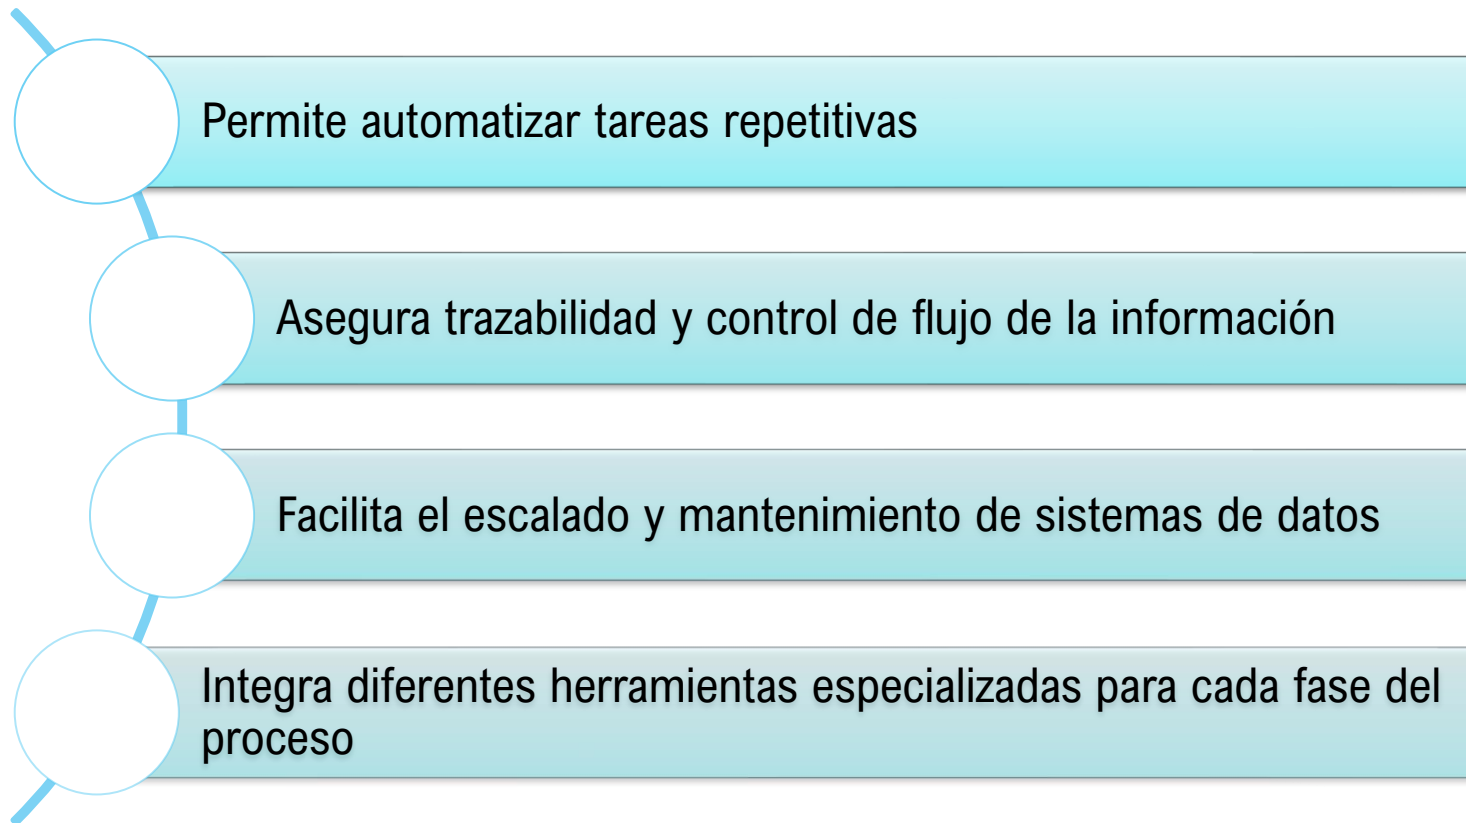 Permite automatizar tareas repetitivas
Asegura trazabilidad y control de flujo de la información
Facilita el escalado y mantenimiento de sistemas de datos
Integra diferentes herramientas especializadas para cada fase del
proceso